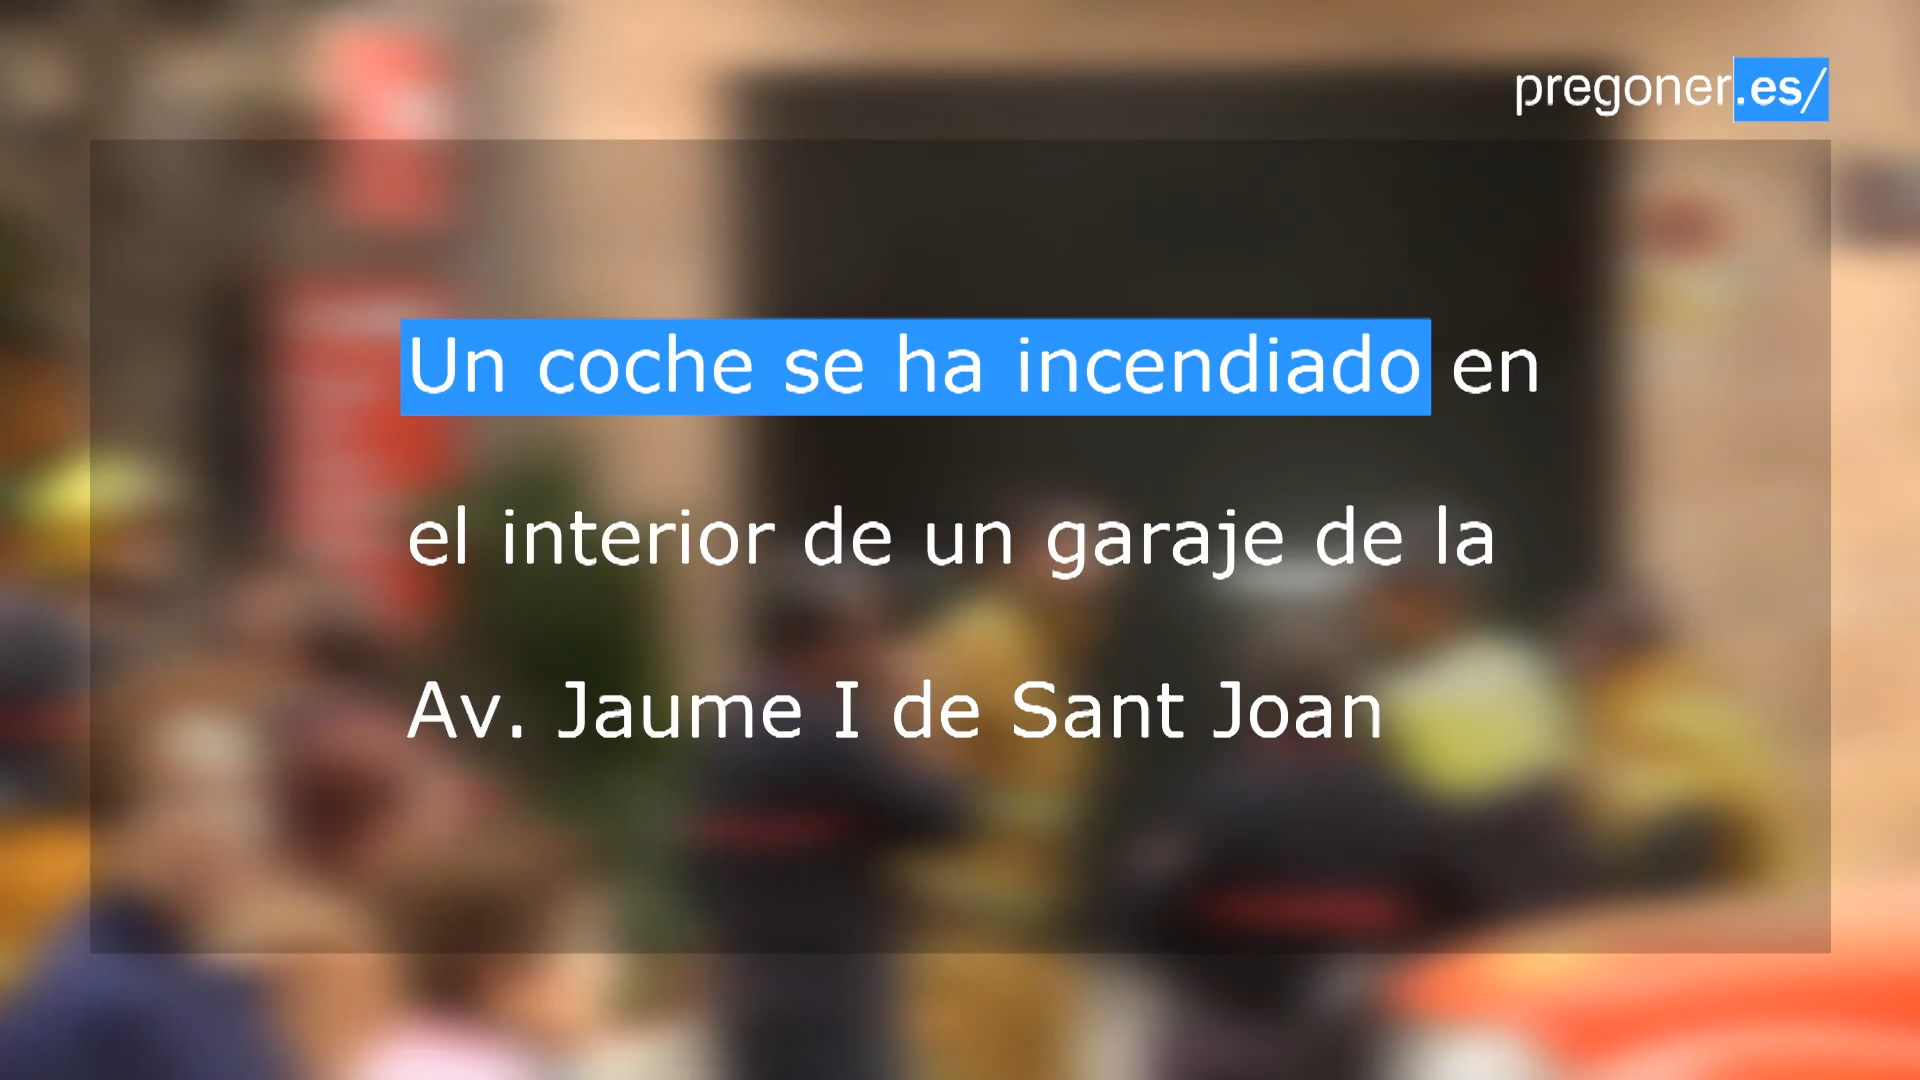 pregoner.es/
Un coche se ha incendiado en
el interior de un garaje de la
Av. Jaume I de Sant Joan